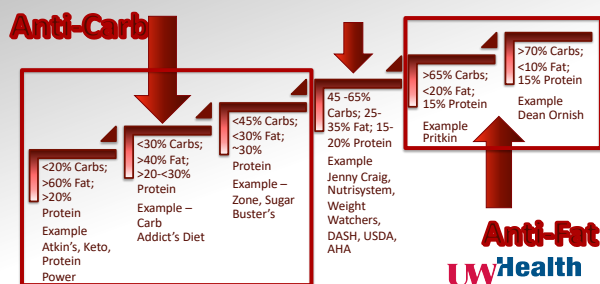 Anti-Carb
<20% Carbs;
>60% Fat;
>20%
Protein
Example
Atkin's, Keto,
Protein
Power
<30% Carbs;
>40% Fat;
>20-<30%
Protein
Example –
Carb
Addict's Diet
<45% Carbs;
<30% Fat;
~30%
Protein
Example –
Zone, Sugar
Buster's
45 -65%
Carbs; 25-
35% Fat; 15-
20% Protein
Example
Jenny Craig,
Nutrisystem,
Weight
Watchers,
DASH, USDA,
AHA
>65% Carbs;
<20% Fat;
15% Protein
Example
Pritkin
>70% Carbs;
<10% Fat;
15% Protein
Example
Dean Ornish
Anti-Fat
UWHealth